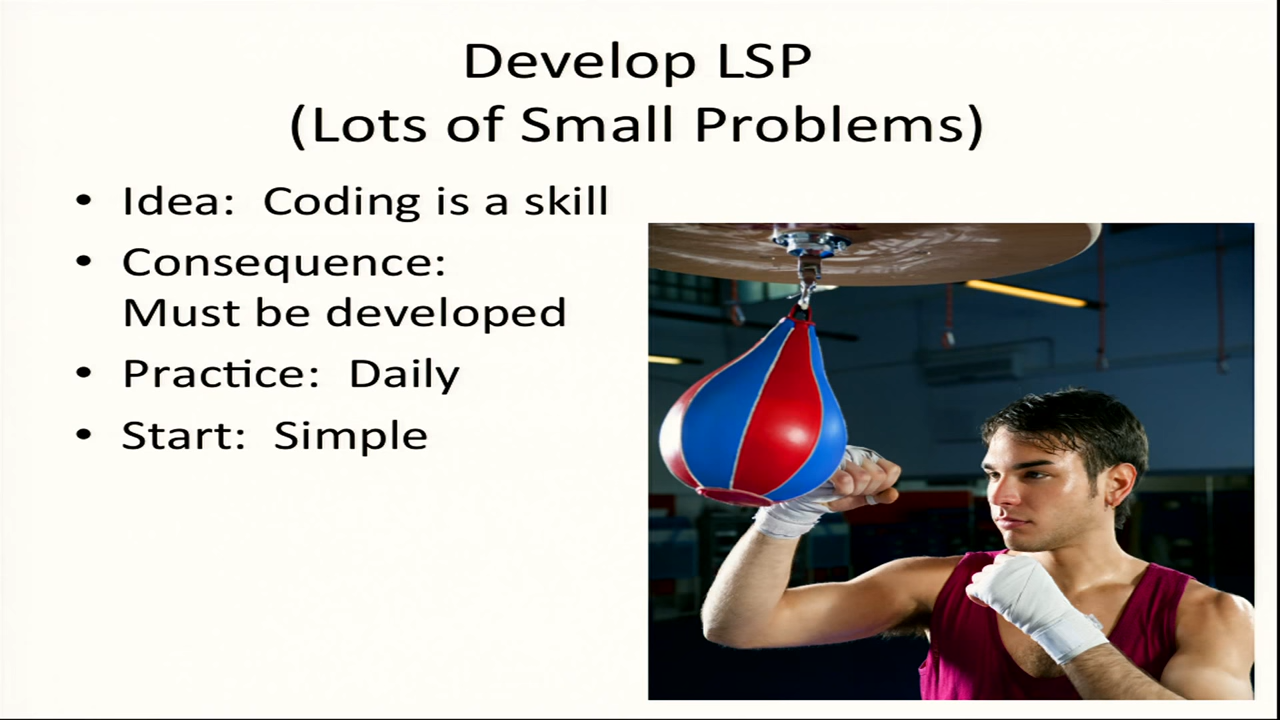 Develop LSP
(Lots of Small Problems)
• Idea: Coding is a skill
• Consequence:
Must be developed
• Practice: Daily
• Start: Simple